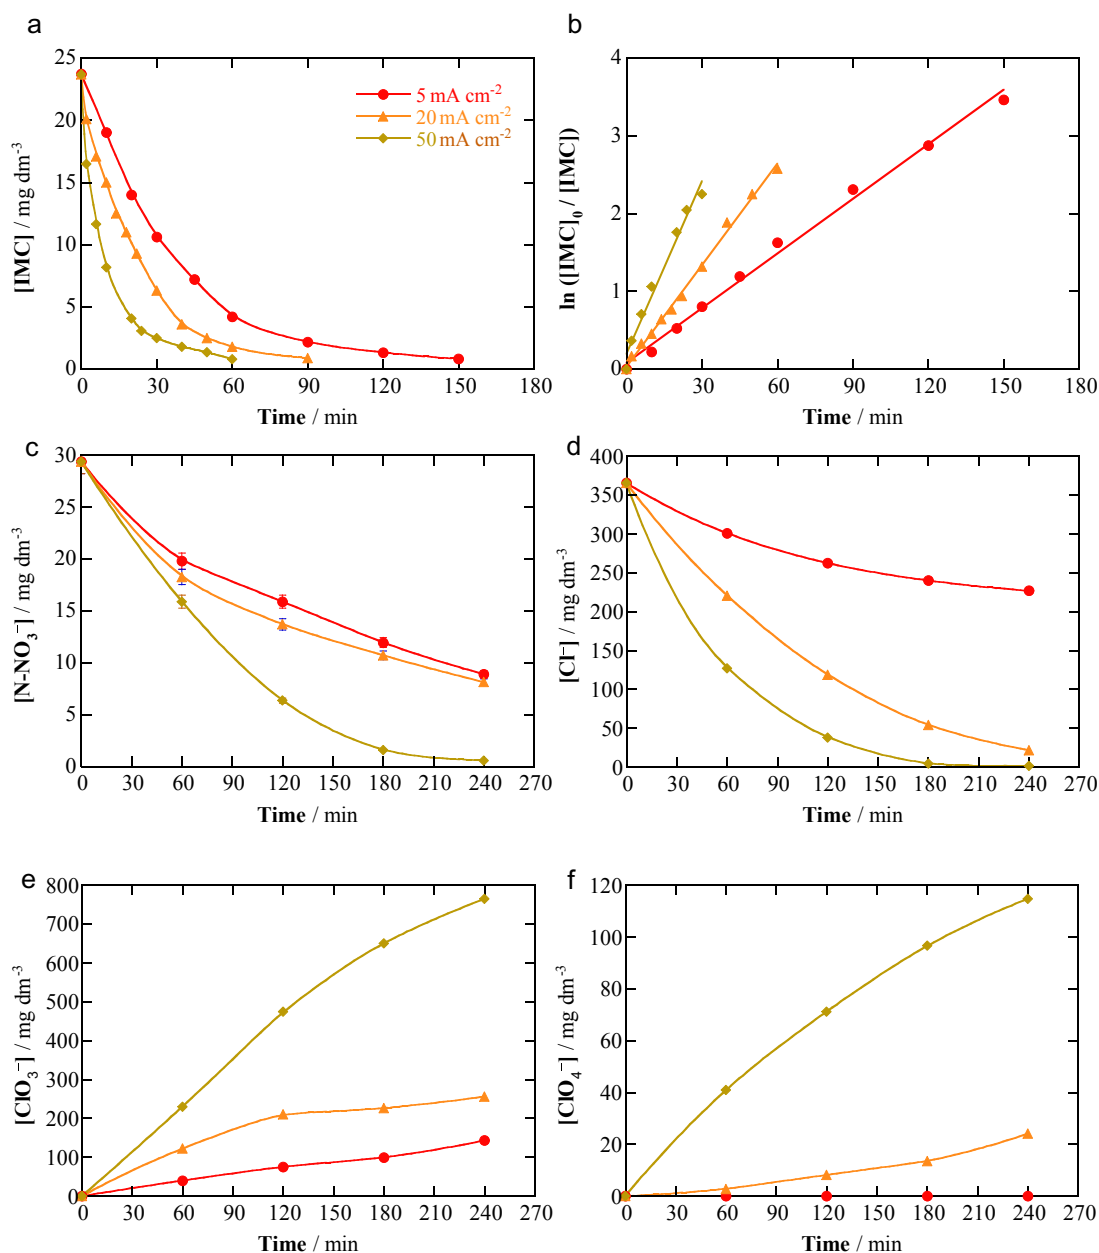 a
25
20
15
10
5
0
[IMC] / mg dm⁻³
5 mA cm⁻²
20 mA cm⁻²
50 mA cm⁻²
0 30 60 90 120 150 180
Time / min
b
4
3
2
1
0
ln ([IMC]₀ / [IMC])
0 30 60 90 120 150 180
Time / min
c
30
25
20
15
10
5
0
[N-NO₃⁻] / mg dm⁻³
0 30 60 90 120 150 180 210 240 270
Time / min
d
400
350
300
250
200
150
100
50
0
[Cl⁻] / mg dm⁻³
0 30 60 90 120 150 180 210 240 270
Time / min
e
800
700
600
500
400
300
200
100
0
[ClO₃⁻] / mg dm⁻³
0 30 60 90 120 150 180 210 240 270
Time / min
f
120
100
80
60
40
20
0
[ClO₄⁻] / mg dm⁻³
0 30 60 90 120 150 180 210 240 270
Time / min